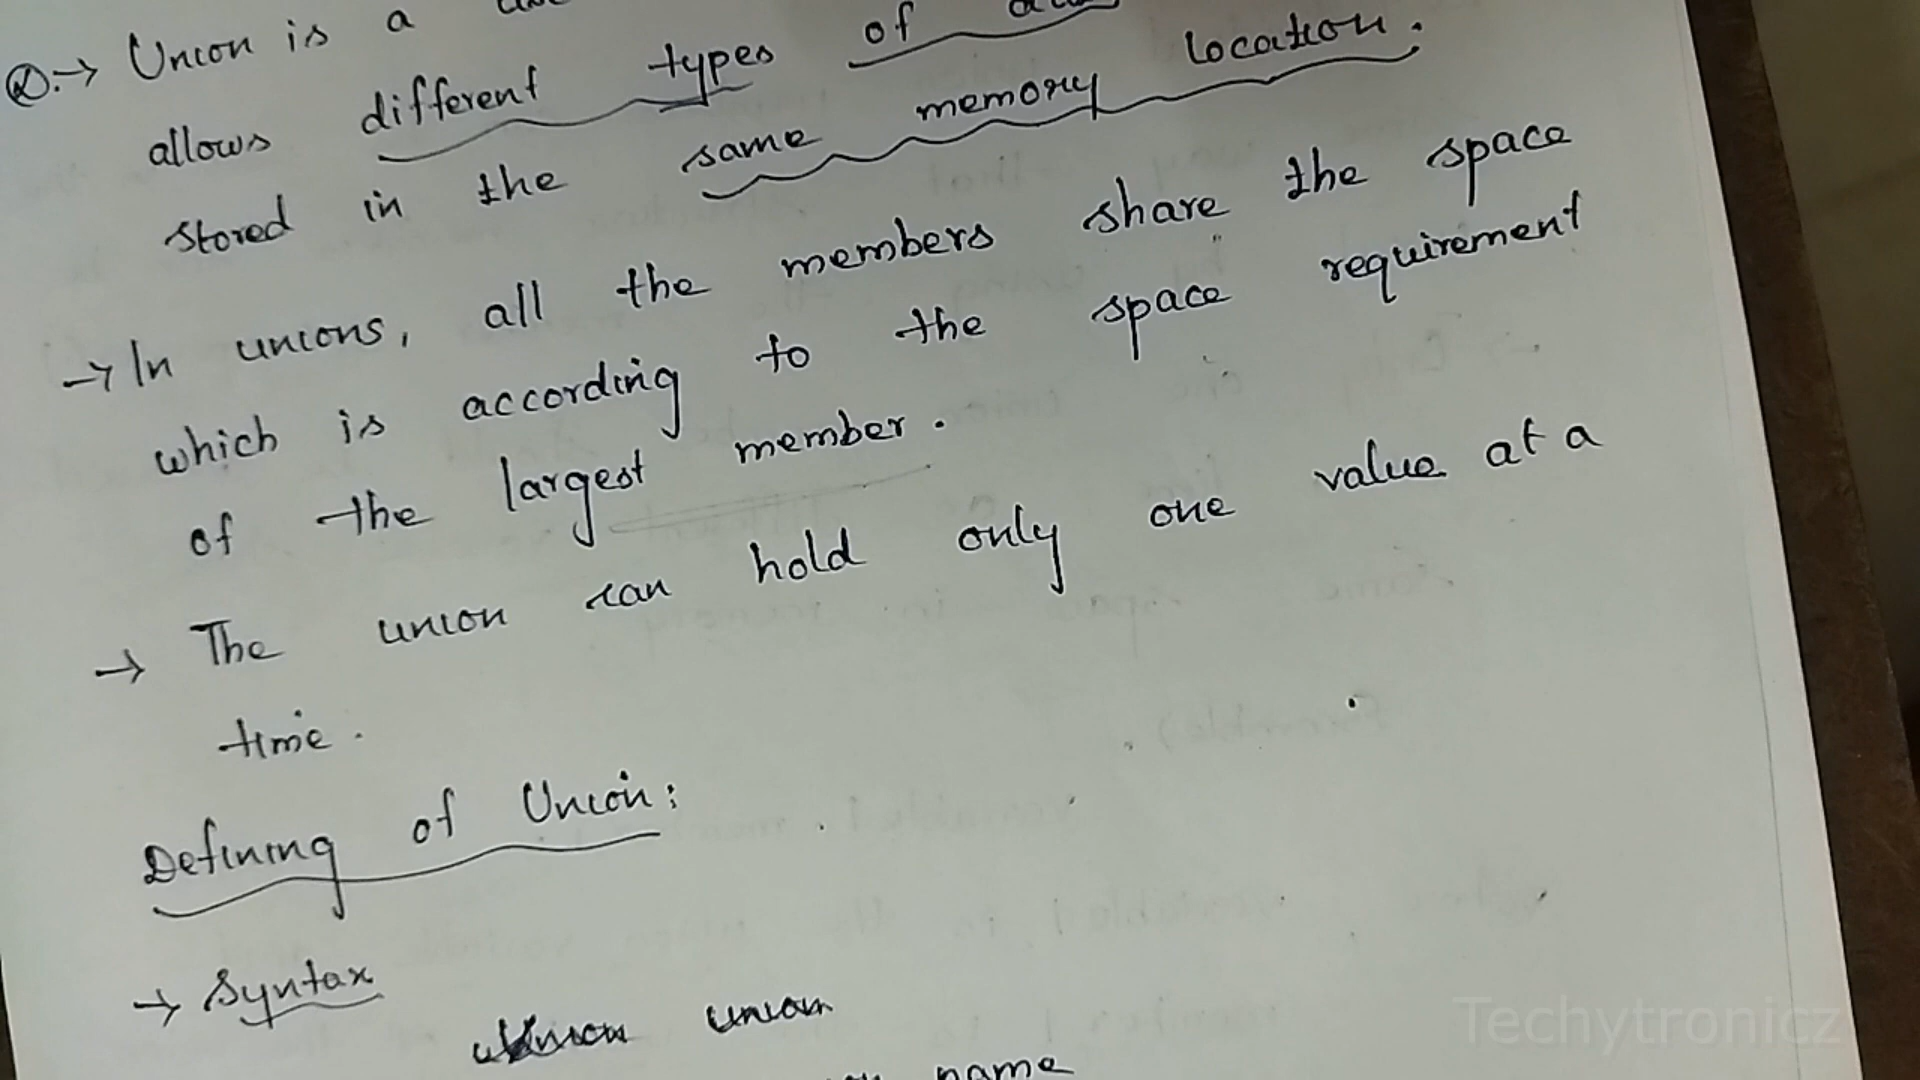 → Union is a
allows different types of
stored in the same memory location.
→ In unions, all the members share the space
which is according to the space requirement
of the largest member.
→ The union can hold only one value at a
time.
Defining of Union:
→ Syntax
union union
name
Techytronicz